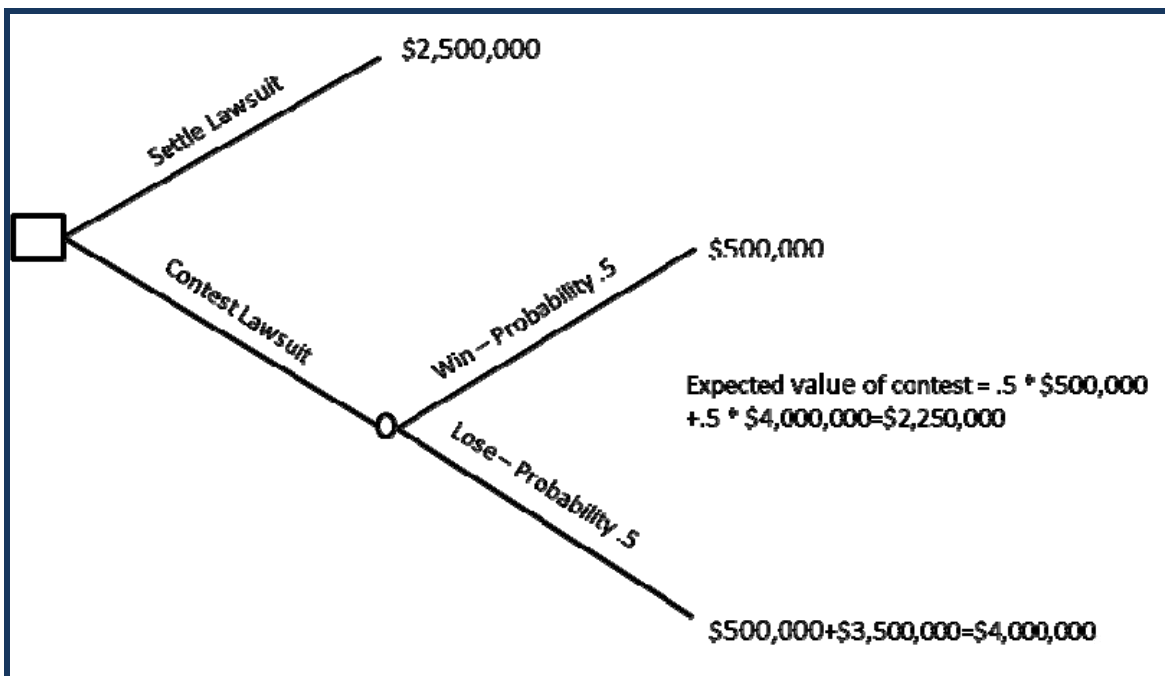 $2,500,000
Settle Lawsuit
Contest Lawsuit
$500,000
Win – Probability .5
Expected value of contest = .5 * $500,000
+.5 * $4,000,000=$2,250,000
Lose – Probability .5
$500,000+$3,500,000=$4,000,000